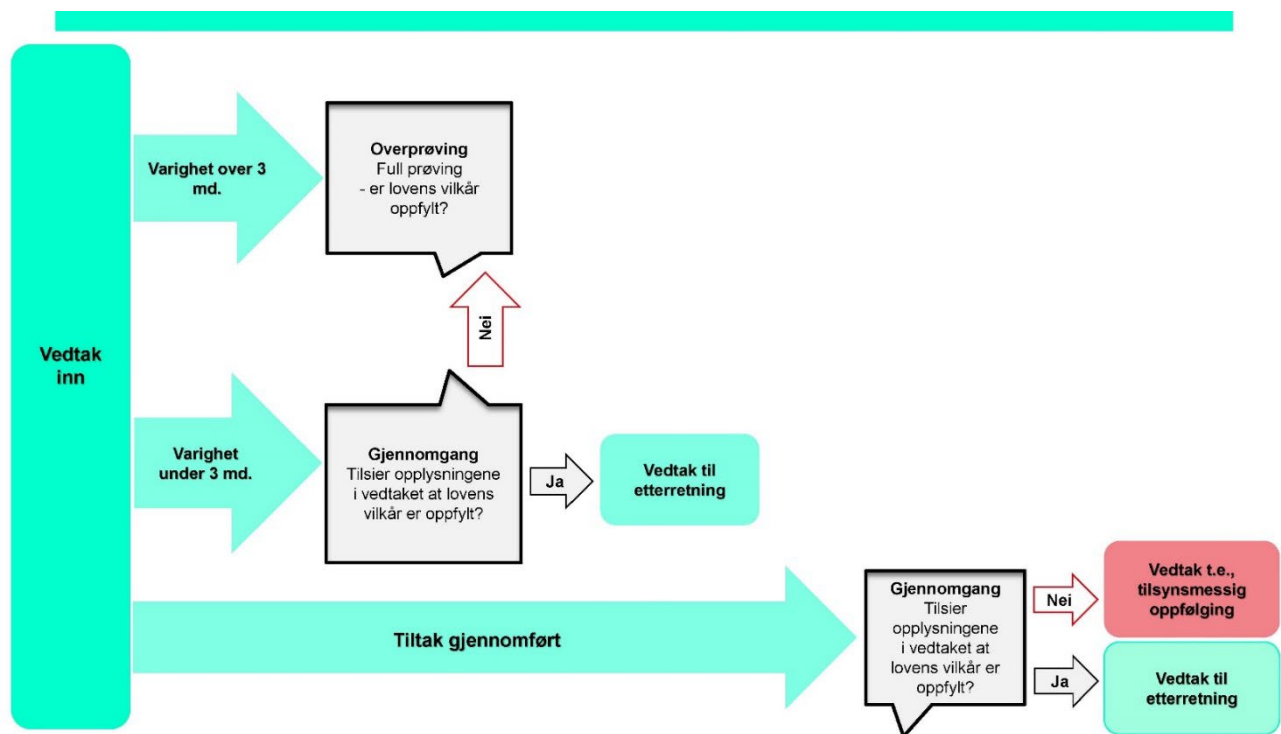 Vedtak
inn
Varighet over 3
md.
Overprøving
Full prøving
- er lovens vilkår
oppfylt?
Nei
Varighet
under 3 md.
Gjennomgang
Tilsier opplysningene
i vedtaket at lovens
vilkår er oppfylt?
Ja
Vedtak til
etterretning
Tiltak gjennomført
Gjennomgang
Tilsier
opplysningene
i vedtaket at
lovens vilkår er
oppfylt?
Nei
Vedtak t.e.,
tilsynsmessig
oppfølging
Ja
Vedtak til
etterretning